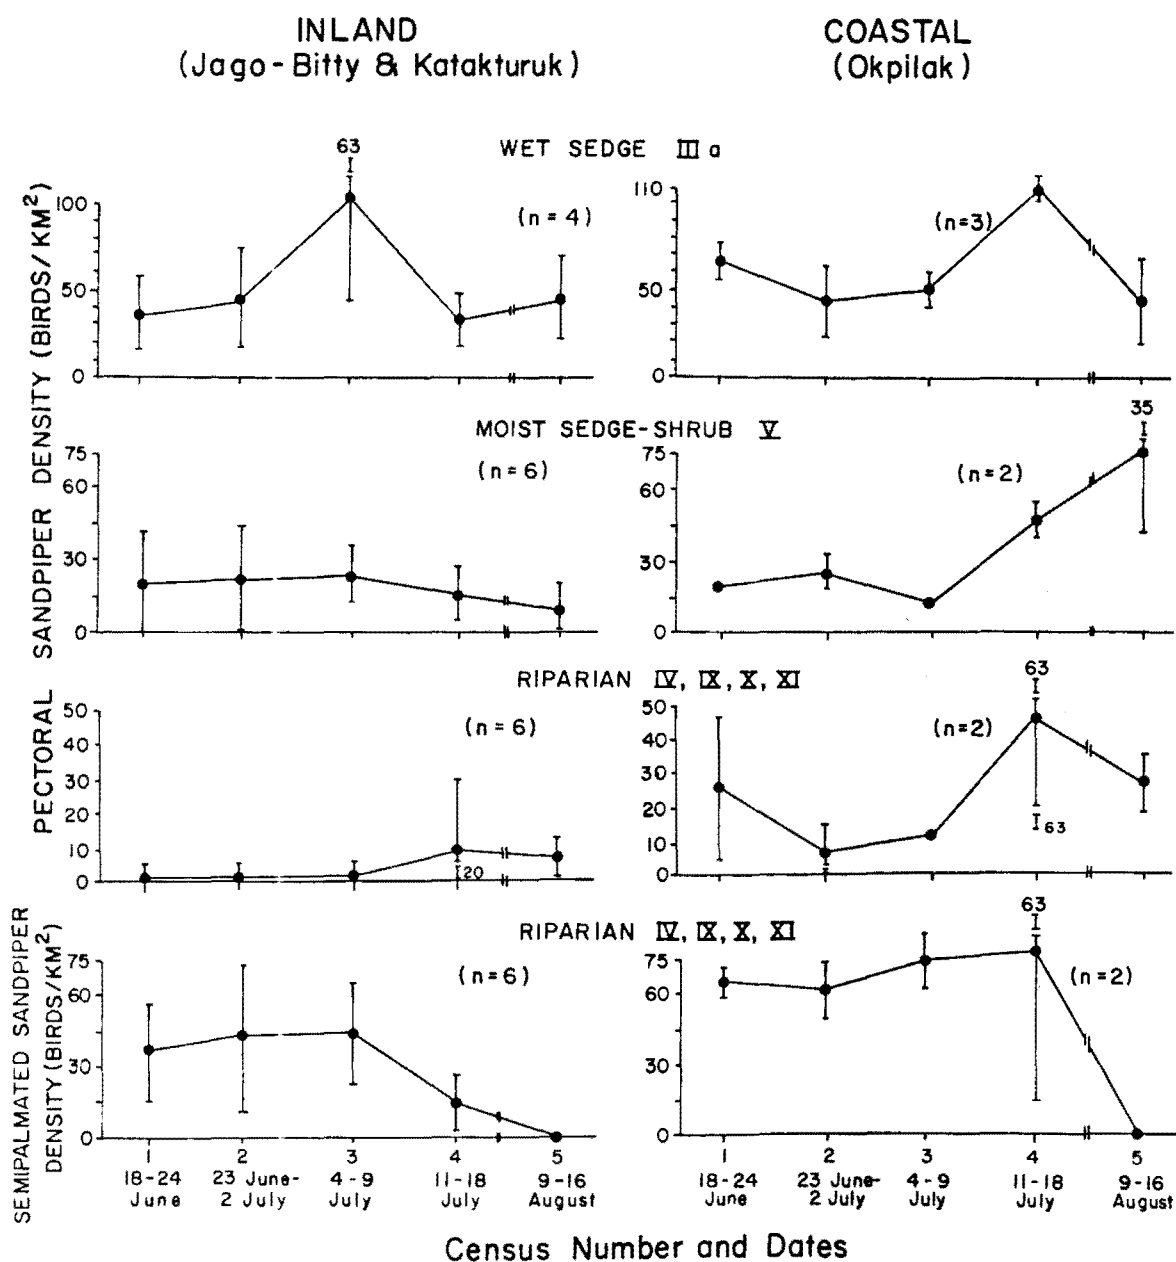 INLAND
(Jago-Bitty & Katakturuk)
COASTAL
(Okpilak)
WET SEDGE III a
63
100
50
0
(n = 4)
110
50
0
(n=3)
MOIST SEDGE-SHRUB V
75
60
30
0
(n = 6)
35
75
60
30
0
(n=2)
RIPARIAN IV, IX, X, XI
50
40
30
20
10
0
(n = 6)
20
63
50
40
30
20
10
0
(n=2)
63
RIPARIAN IV, IX, X, XI
75
60
30
0
(n=6)
63
75
60
30
0
(n=2)
PECTORAL SANDPIPER DENSITY (BIRDS/KM²)
SEMIPALMATED SANDPIPER
DENSITY (BIRDS/KM²)
1 2 3 4 5
18-24 23 June- 4-9 11-18 9-16
June 2 July July July August
1 2 3 4 5
18-24 23 June- 4-9 11-18 9-16
June 2 July July July August
Census Number and Dates